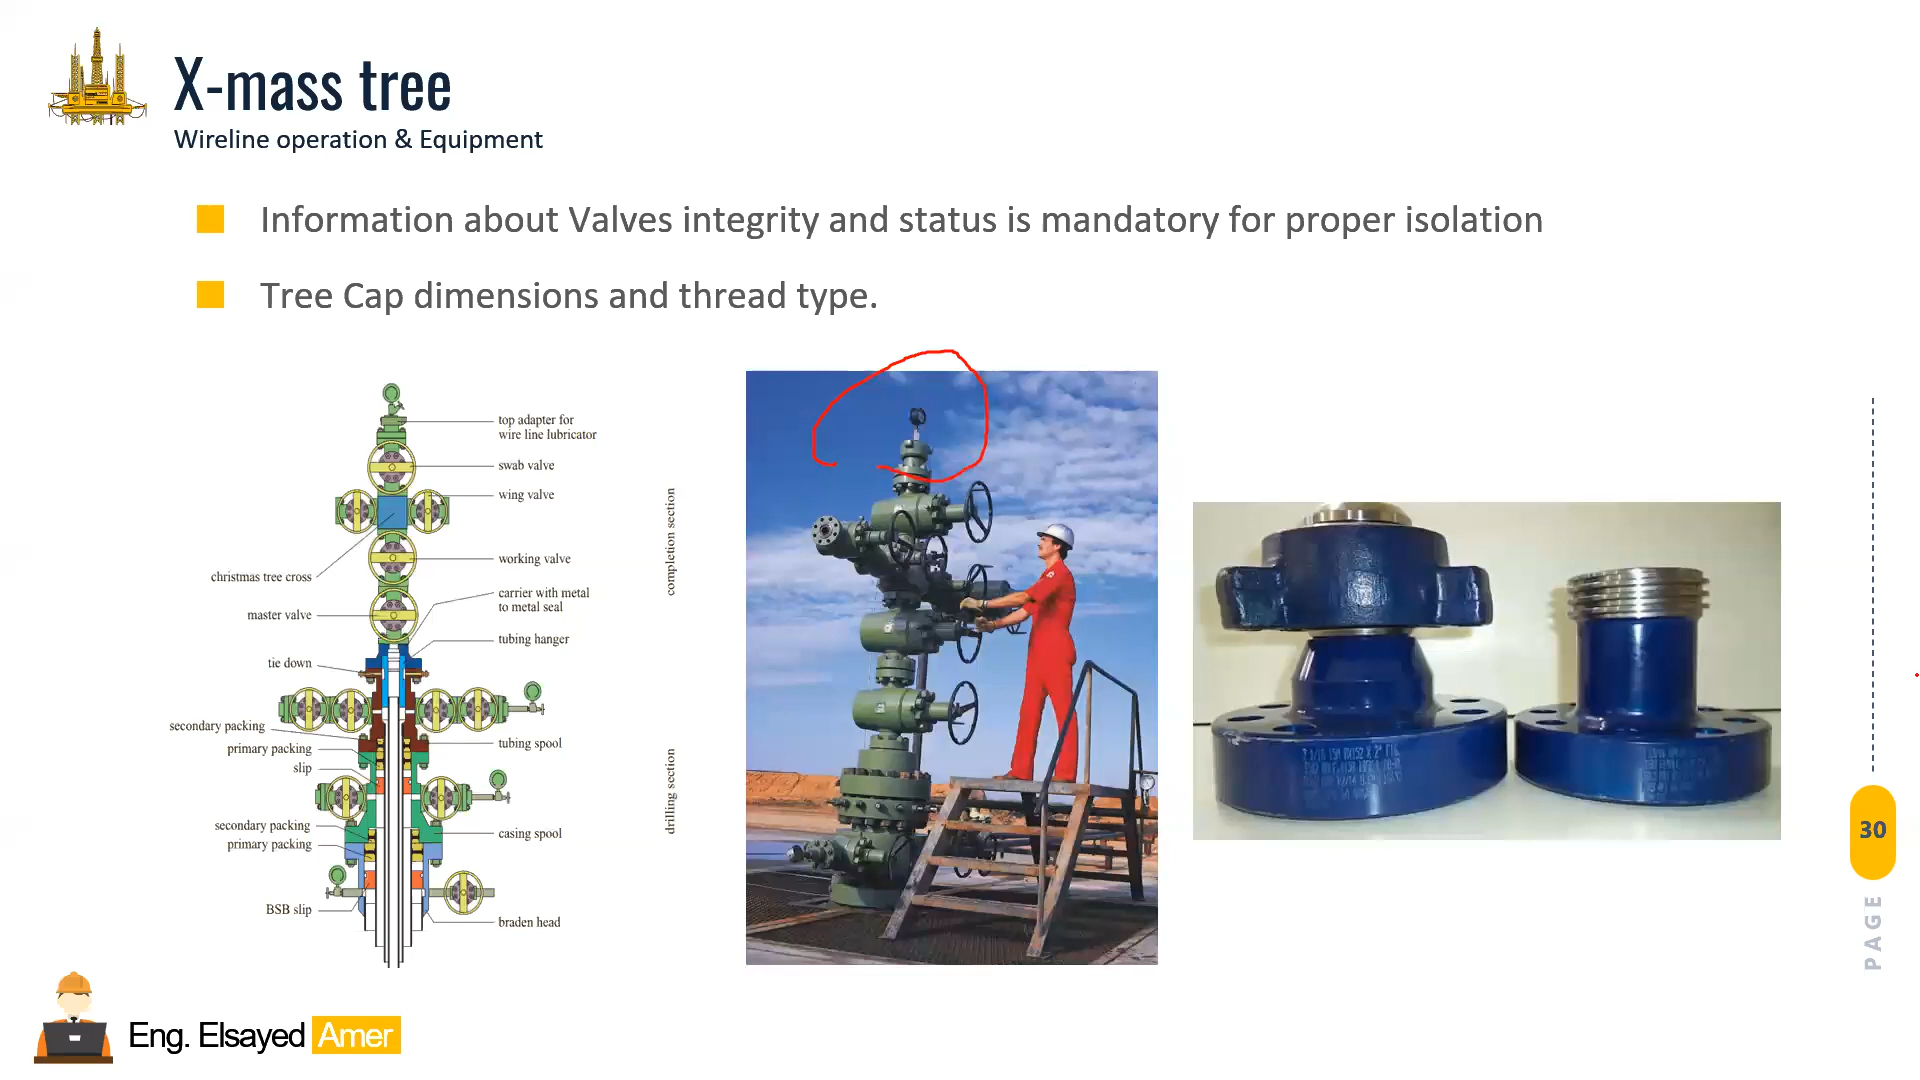 X-mass tree
Wireline operation & Equipment
Information about Valves integrity and status is mandatory for proper isolation
Tree Cap dimensions and thread type.
top adapter for
wire line lubricator
swab valve
wing valve
christmas tree cross
working valve
carrier with metal
to metal seal
master valve
tubing hanger
tie down
secondary packing
primary packing
slip
tubing spool
secondary packing
primary packing
casing spool
BSB slip
braden head
completion section
drilling section
30
PAGE
Eng. Elsayed Amer